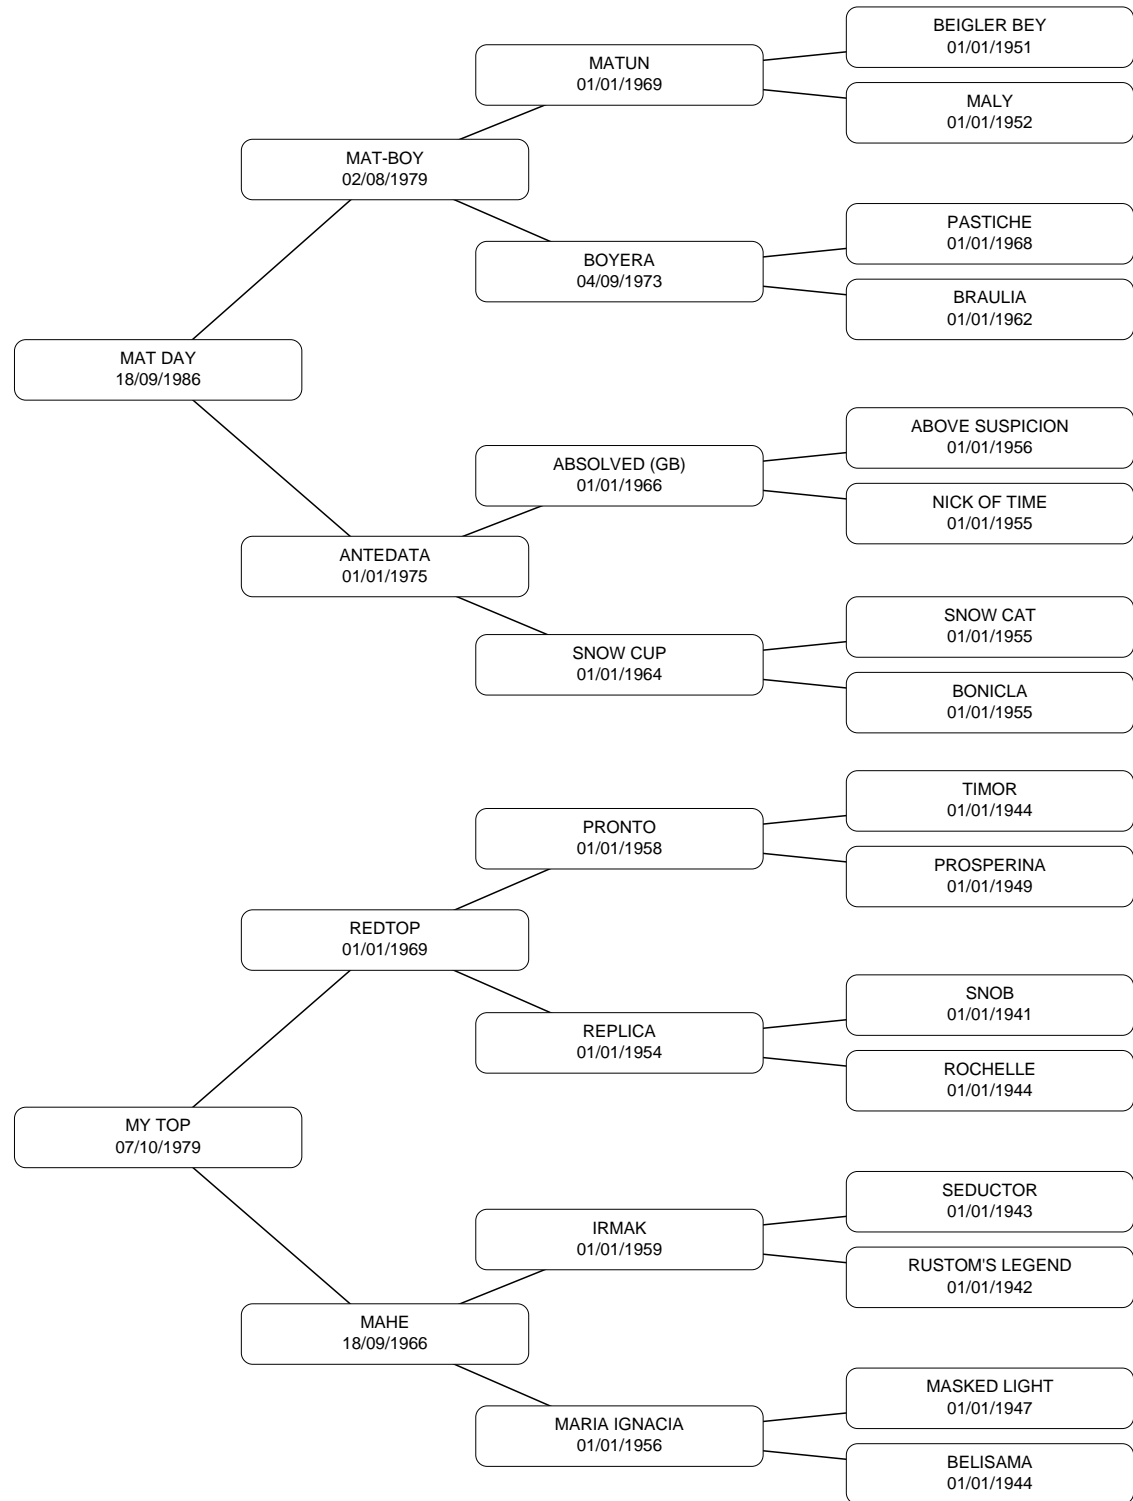 BEIGLER BEY
01/01/1951
MATUN
01/01/1969
MALY
01/01/1952
MAT-BOY
02/08/1979
PASTICHE
01/01/1968
BOYERA
04/09/1973
BRAULIA
01/01/1962
MAT DAY
18/09/1986
ABOVE SUSPICION
01/01/1956
ABSOLVED (GB)
01/01/1966
NICK OF TIME
01/01/1955
ANTEDATA
01/01/1975
SNOW CAT
01/01/1955
SNOW CUP
01/01/1964
BONICLA
01/01/1955
TIMOR
01/01/1944
PRONTO
01/01/1958
PROSPERINA
01/01/1949
REDTOP
01/01/1969
SNOB
01/01/1941
REPLICA
01/01/1954
ROCHELLE
01/01/1944
MY TOP
07/10/1979
SEDUCTOR
01/01/1943
IRMAK
01/01/1959
RUSTOM'S LEGEND
01/01/1942
MAHE
18/09/1966
MASKED LIGHT
01/01/1947
MARIA IGNACIA
01/01/1956
BELISAMA
01/01/1944